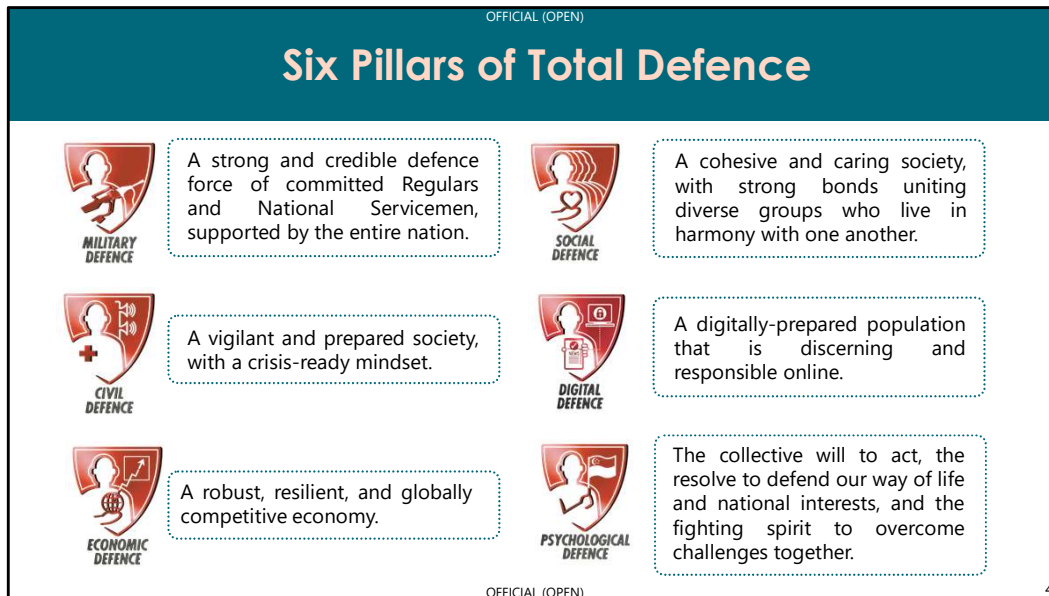 OFFICIAL (OPEN)
Six Pillars of Total Defence
MILITARY
DEFENCE
A strong and credible defence
force of committed Regulars
and National Servicemen,
supported by the entire nation.
SOCIAL
DEFENCE
A cohesive and caring society,
with strong bonds uniting
diverse groups who live in
harmony with one another.
CIVIL
DEFENCE
A vigilant and prepared society,
with a crisis-ready mindset.
NEWS
DIGITAL
DEFENCE
A digitally-prepared population
that is discerning and
responsible online.
ECONOMIC
DEFENCE
A robust, resilient, and globally
competitive economy.
PSYCHOLOGICAL
DEFENCE
The collective will to act, the
resolve to defend our way of life
and national interests, and the
fighting spirit to overcome
challenges together.
OFFICIAL (OPEN)
4